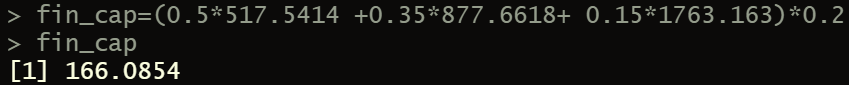 > fin_cap=(0.5*517.5414 +0.35*877.6618+ 0.15*1763.163)*0.2
> fin_cap
[1] 166.0854